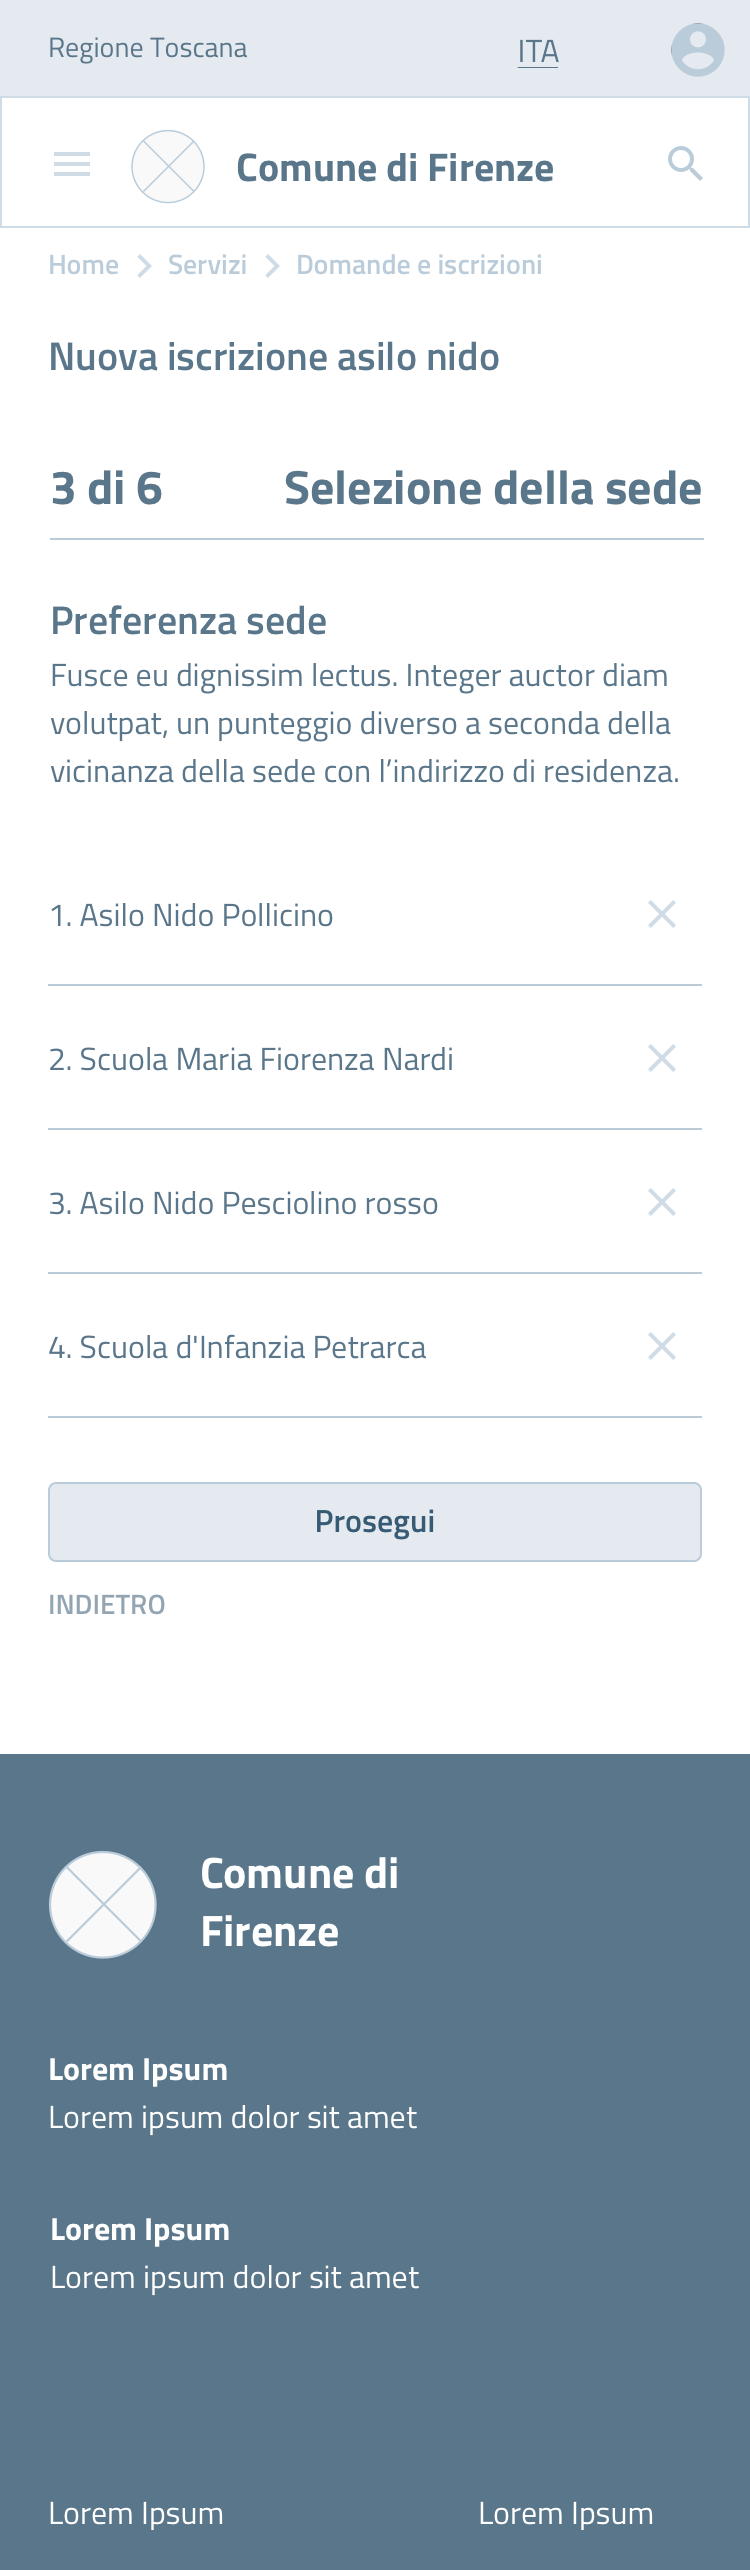 Regione Toscana ITA
Comune di Firenze
Home Servizi Domande e iscrizioni
Nuova iscrizione asilo nido
3 di 6 Selezione della sede
Preferenza sede
Fusce eu dignissim lectus. Integer auctor diam
volutpat, un punteggio diverso a seconda della
vicinanza della sede con l’indirizzo di residenza.
1. Asilo Nido Pollicino
2. Scuola Maria Fiorenza Nardi
3. Asilo Nido Pesciolino rosso
4. Scuola d'Infanzia Petrarca
Prosegui
INDIETRO
Comune di
Firenze
Lorem Ipsum
Lorem ipsum dolor sit amet
Lorem Ipsum
Lorem ipsum dolor sit amet
Lorem Ipsum Lorem Ipsum